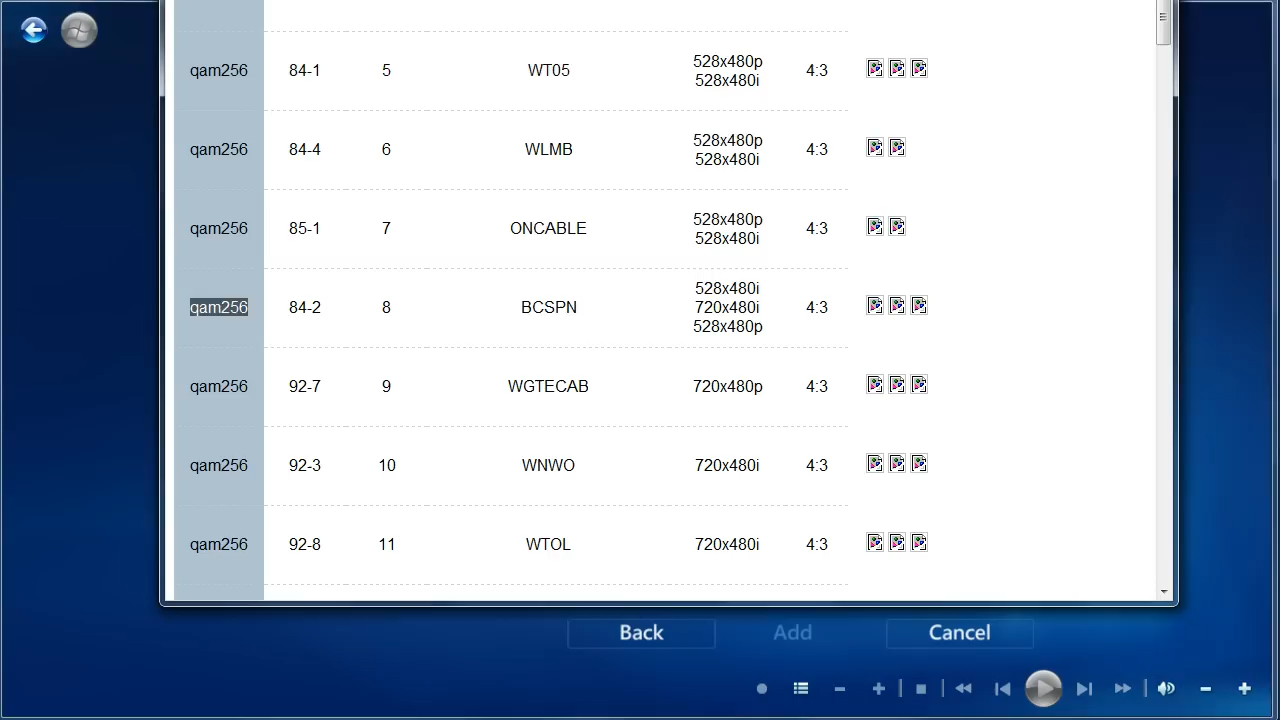 qam256 84-1 5 WT05 528x480p 4:3
528x480i
qam256 84-4 6 WLMB 528x480p 4:3
528x480i
qam256 85-1 7 ONCABLE 528x480p 4:3
528x480i
528x480i
qam256 84-2 8 BCSPN 720x480i 4:3
528x480p
qam256 92-7 9 WGTECAB 720x480p 4:3
qam256 92-3 10 WNWO 720x480i 4:3
qam256 92-8 11 WTOL 720x480i 4:3
Back Add Cancel